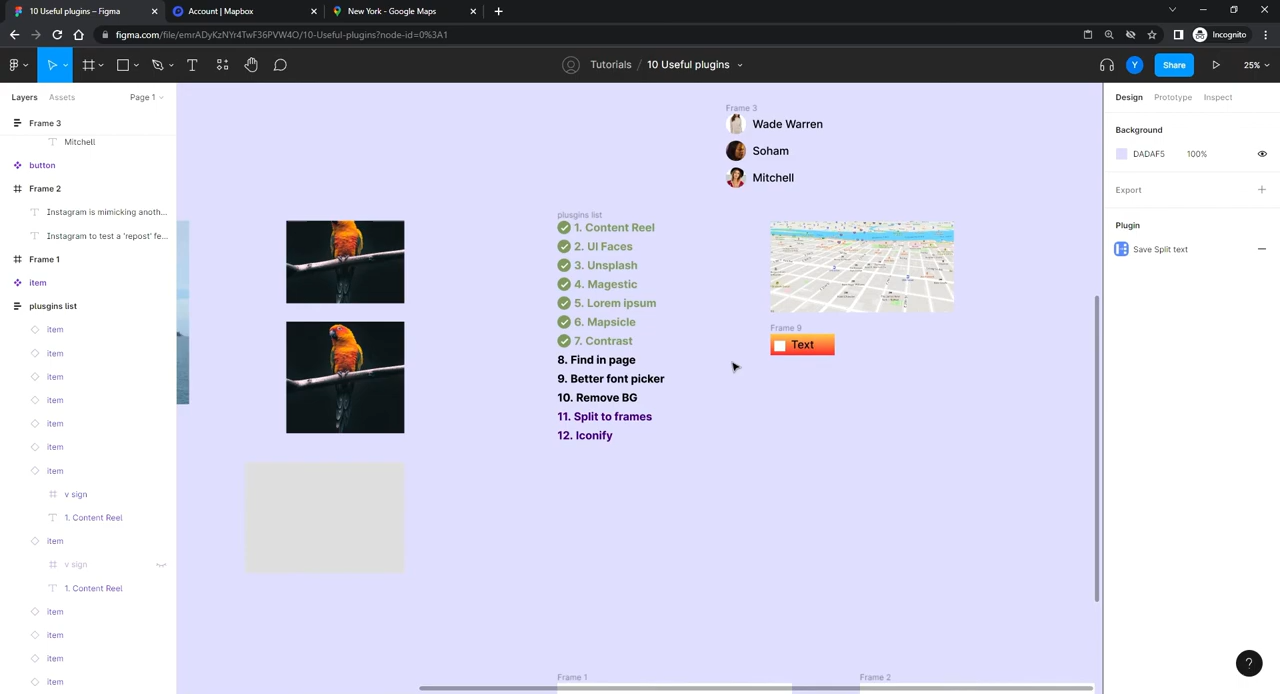 10 Useful plugins – Figma
Account | Mapbox
New York - Google Maps
figma.com/file/emrADyKzNYr4TwF36PVW4O/10-Useful-plugins?node-id=0%3A1
Incognito
Tutorials / 10 Useful plugins
Y
Share
25%
Layers
Assets
Page 1
Frame 3
Mitchell
button
Frame 2
Instagram is mimicking anoth...
Instagram to test a 'repost' fe...
Frame 1
item
plusgins list
item
item
item
item
item
item
item
v sign
1. Content Reel
item
v sign
1. Content Reel
item
item
item
item
Frame 3
Wade Warren
Soham
Mitchell
plusgins list
1. Content Reel
2. UI Faces
3. Unsplash
4. Magestic
5. Lorem ipsum
6. Mapsicle
7. Contrast
8. Find in page
9. Better font picker
10. Remove BG
11. Split to frames
12. Iconify
Frame 9
Text
Frame 1
Frame 2
Design
Prototype
Inspect
Background
DADAF5
100%
Export
Plugin
Save Split text
?